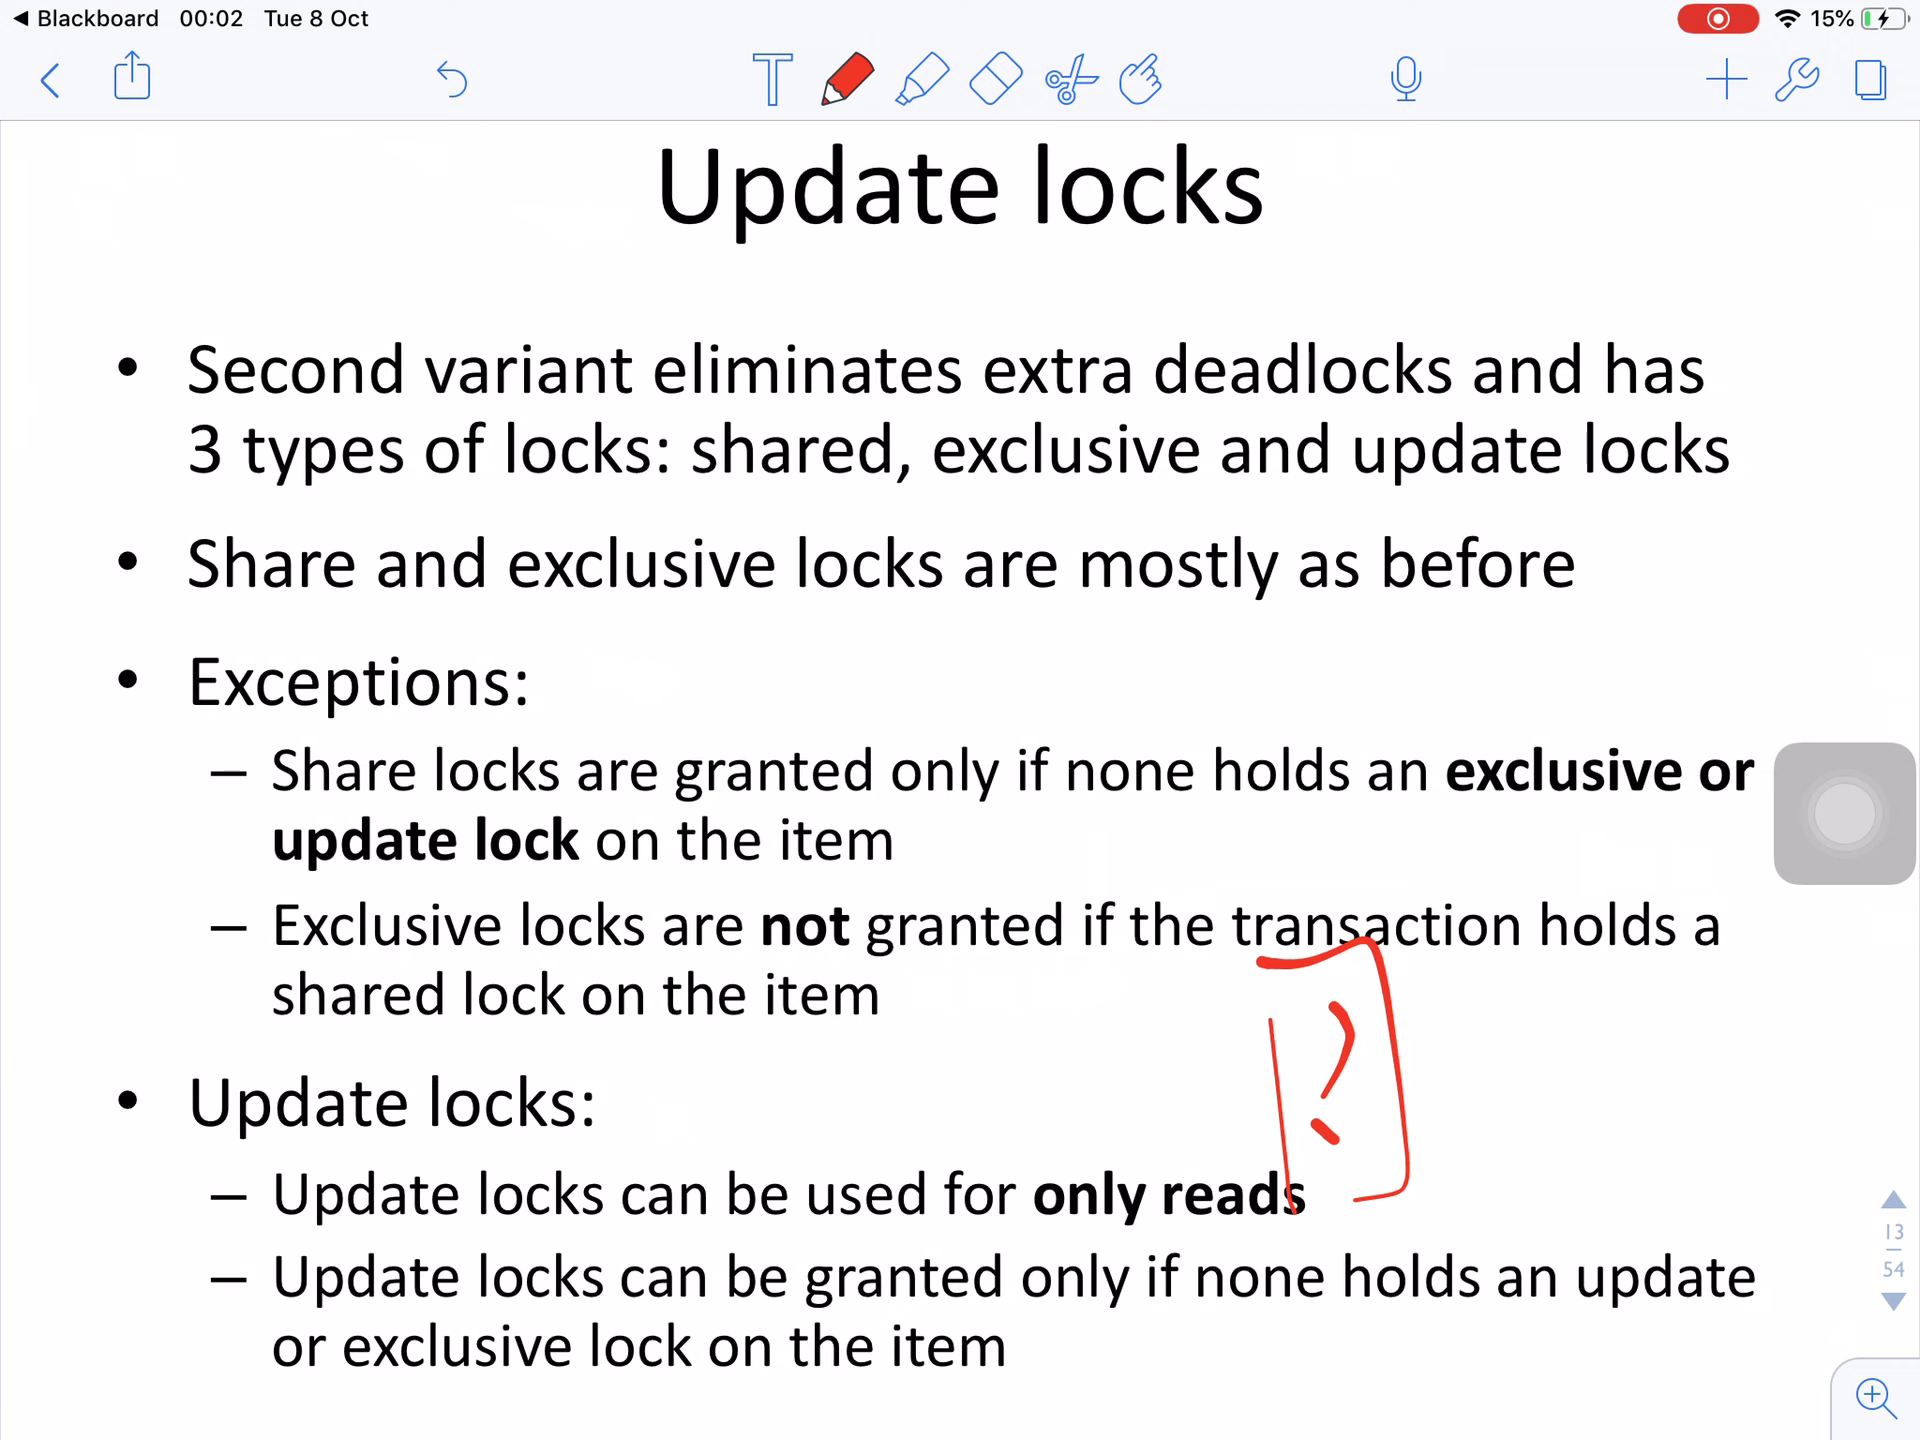 Blackboard 00:02 Tue 8 Oct 15%
T
Update locks
• Second variant eliminates extra deadlocks and has
3 types of locks: shared, exclusive and update locks
• Share and exclusive locks are mostly as before
• Exceptions:
– Share locks are granted only if none holds an exclusive or
update lock on the item
– Exclusive locks are not granted if the transaction holds a
shared lock on the item
?
• Update locks:
– Update locks can be used for only reads
– Update locks can be granted only if none holds an update
or exclusive lock on the item
13
54